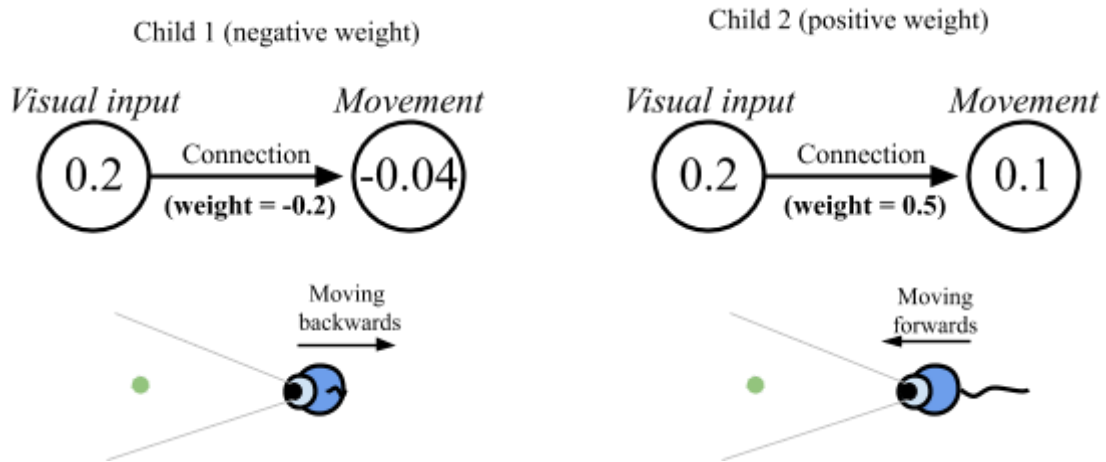 Child 1 (negative weight)
Visual input
Movement
0.2
Connection
(weight = -0.2)
-0.04
Moving
backwards
Child 2 (positive weight)
Visual input
Movement
0.2
Connection
(weight = 0.5)
0.1
Moving
forwards